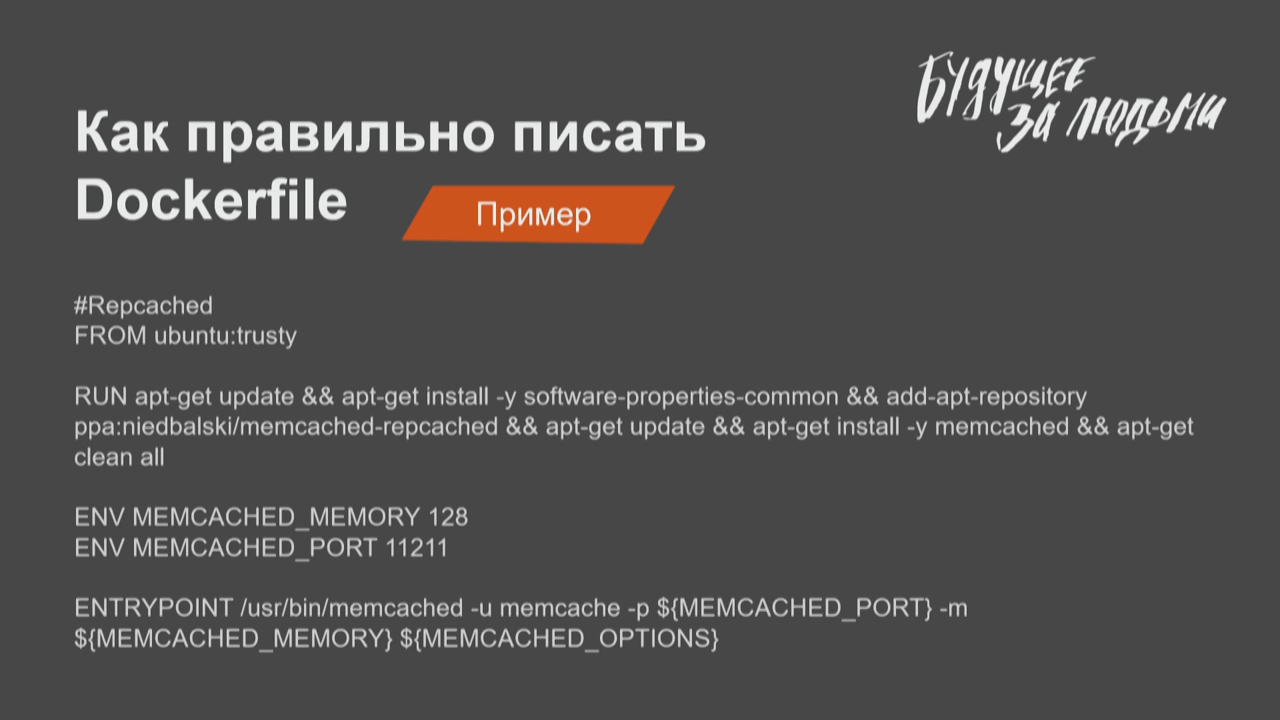 Будущее
за людьми
Как правильно писать
Dockerfile
Пример
#Repcached
FROM ubuntu:trusty
RUN apt-get update && apt-get install -y software-properties-common && add-apt-repository
ppa:niedbalski/memcached-repcached && apt-get update && apt-get install -y memcached && apt-get
clean all
ENV MEMCACHED_MEMORY 128
ENV MEMCACHED_PORT 11211
ENTRYPOINT /usr/bin/memcached -u memcache -p ${MEMCACHED_PORT} -m
${MEMCACHED_MEMORY} ${MEMCACHED_OPTIONS}